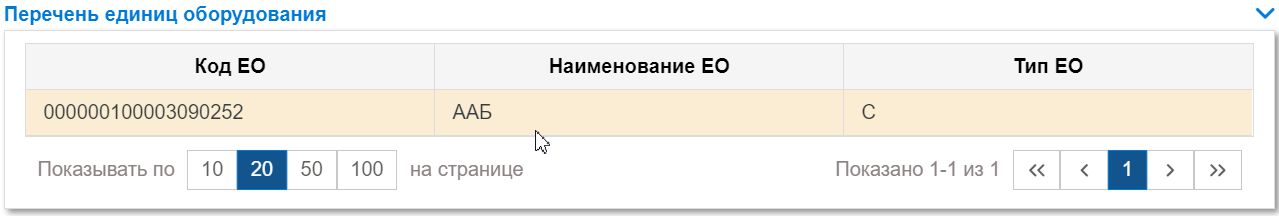 Перечень единиц оборудования
Код ЕО Наименование ЕО Тип ЕО
000000100003090252 ААБ С
Показывать по 10 20 50 100 на странице Показано 1-1 из 1 « ‹ 1 › »